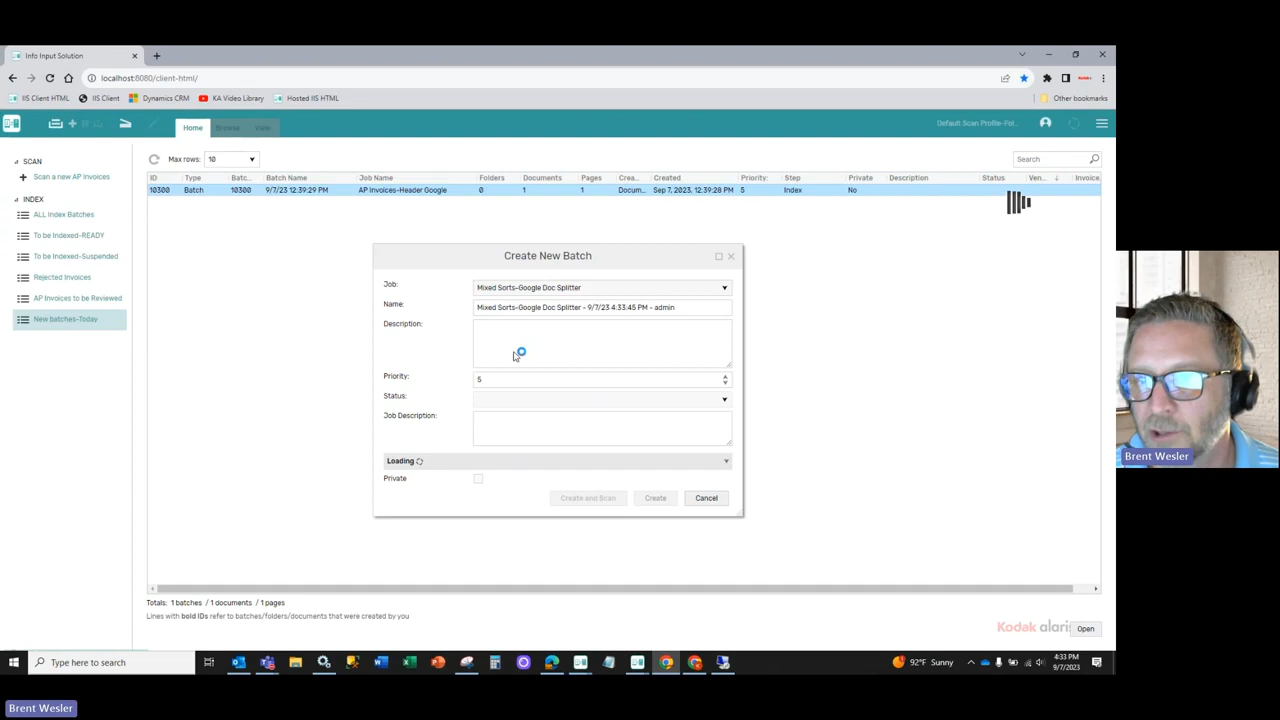 Info Input Solution
localhost:8080/client-html/
IIS Client HTML IIS Client Dynamics CRM KA Video Library Hosted IIS HTML Other bookmarks
Home Browse View Default Scan Profile-Fol...
SCAN
Scan a new AP Invoices
INDEX
ALL Index Batches
To be Indexed-READY
To be Indexed-Suspended
Rejected Invoices
AP Invoices to be Reviewed
New batches-Today
Max rows: 10 Search
ID Type Batc... Batch Name Job Name Folders Documents Pages Crea... Created Priority: Step Private Description Status Ven... Invoice
10300 Batch 10300 9/7/23 12:39:29 PM AP Invoices-Header Google 0 1 1 Docum... Sep 7, 2023, 12:39:28 PM 5 Index No
Create New Batch
Job: Mixed Sorts-Google Doc Splitter
Name: Mixed Sorts-Google Doc Splitter - 9/7/23 4:33:45 PM - admin
Description:
Priority: 5
Status:
Job Description:
Loading
Private
Create and Scan Create Cancel
Totals: 1 batches / 1 documents / 1 pages
Lines with bold IDs refer to batches/folders/documents that were created by you
Kodak alaris Open
Type here to search
92°F Sunny
4:33 PM
9/7/2023
Brent Wesler
Brent Wesler